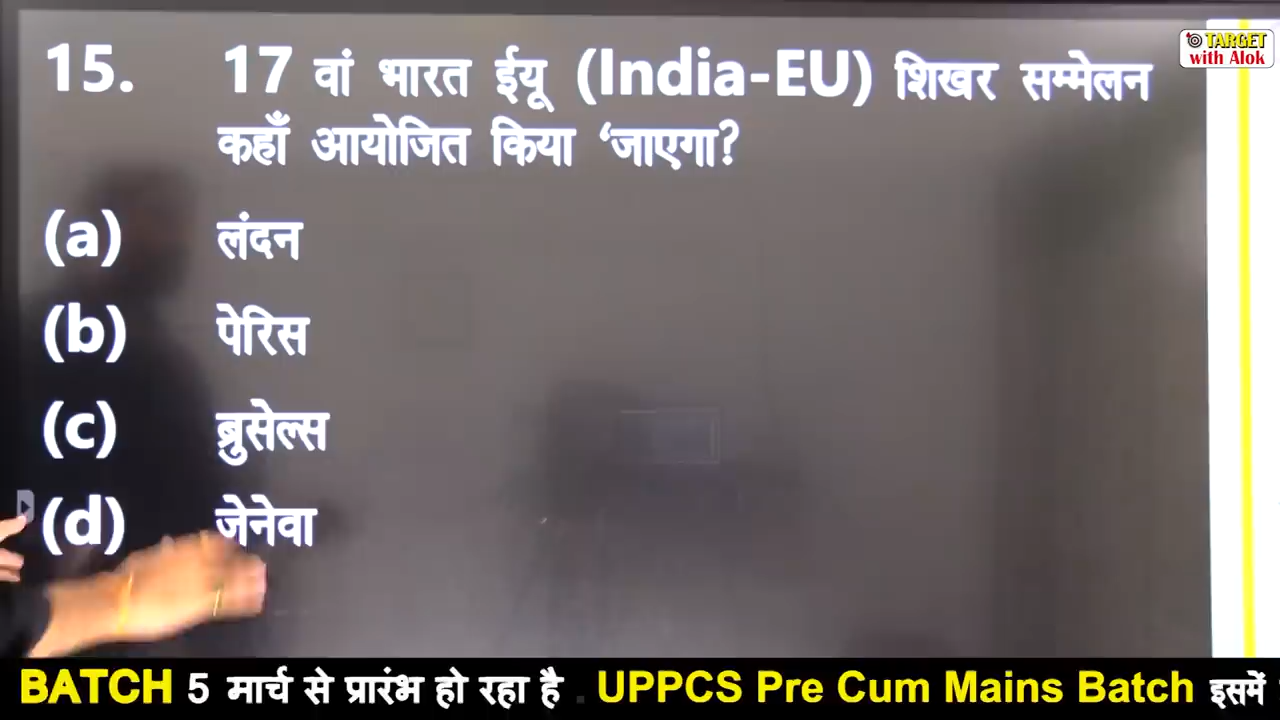 TARGET
with Alok
15. 17 वां भारत ईयू (India-EU) शिखर सम्मेलन
कहाँ आयोजित किया ‘जाएगा?
(a) लंदन
(b) पेरिस
(c) ब्रुसेल्स
(d) जेनेवा
BATCH 5 मार्च से प्रारंभ हो रहा है . UPPCS Pre Cum Mains Batch इसमें